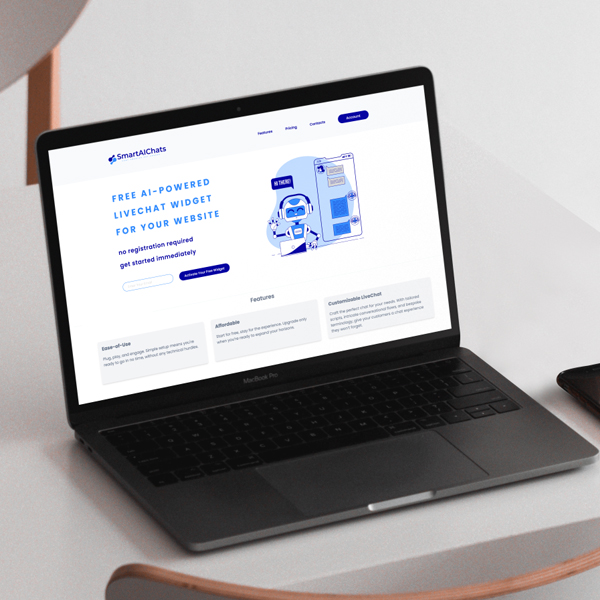 SmartAIChats
Features
Pricing
Contacts
Account
FREE AI-POWERED
LIVECHAT WIDGET
FOR YOUR WEBSITE
HI THERE!
no registration required
get started immediately
Activate Your Free Widget
Features
Ease-of-Use
Plug, play, and engage. Simple setup means you're
ready to go in no time, without any technical hurdles.
Affordable
Start for free, stay for the experience. Upgrade only
when you're ready to expand your horizons.
Customizable LiveChat
Craft the perfect chat for your needs. With tailored
scripts, intricate conversational flows, and bespoke
terminology, give your customers a chat experience
they won't forget.
MacBook Pro